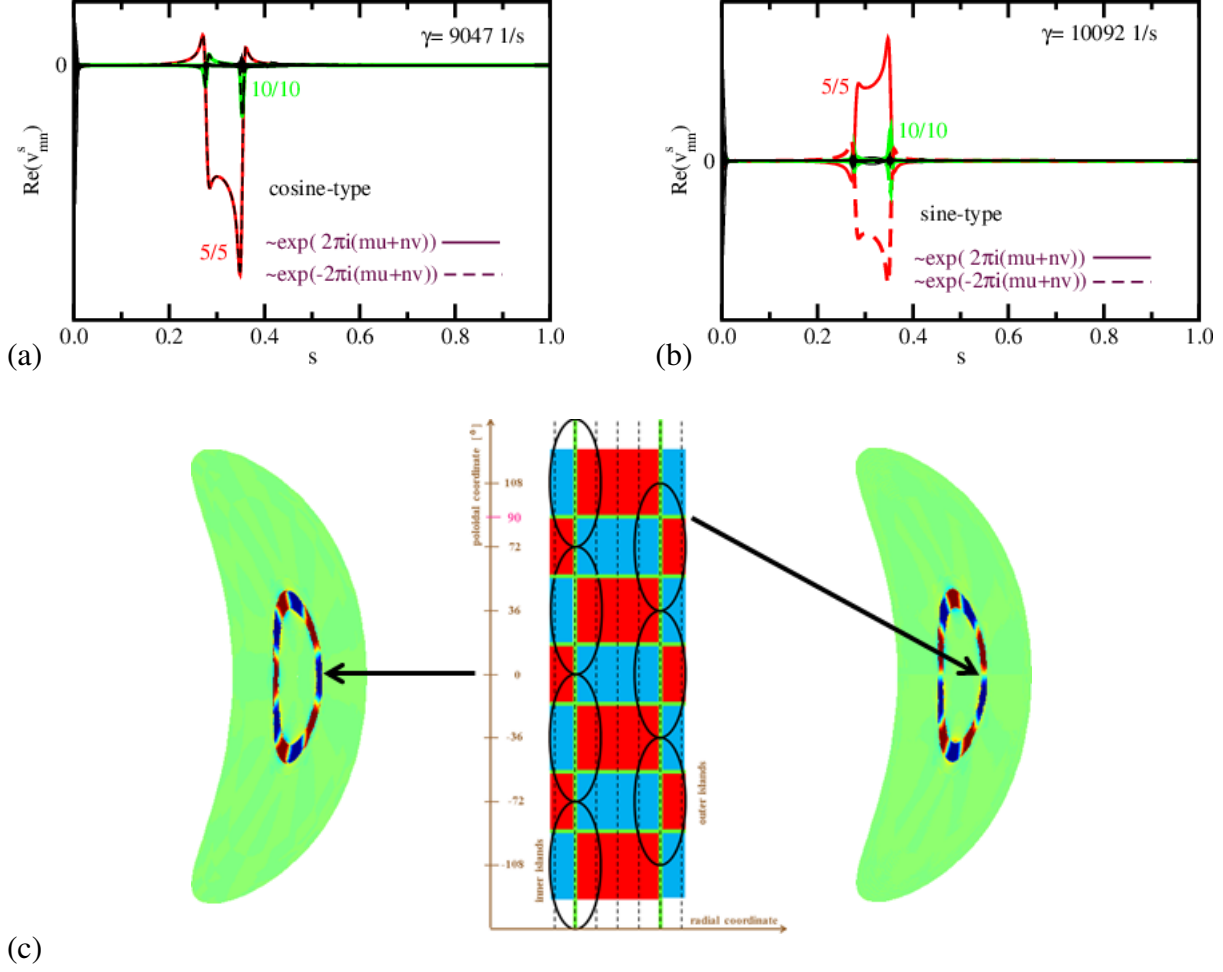 γ= 9047 1/s
0
10/10
Re(v^s_mn)
cosine-type
5/5
~exp( 2πi(mu+nv))
~exp(-2πi(mu+nv))
0.0 0.2 0.4 0.6 0.8 1.0
s
(a)
γ= 10092 1/s
5/5
10/10
0
Re(v^s_mn)
sine-type
~exp( 2πi(mu+nv))
~exp(-2πi(mu+nv))
0.0 0.2 0.4 0.6 0.8 1.0
s
(b)
poloidal coordinate [°]
108
90
72
36
0
-36
-72
-108
inner islands
outer islands
radial coordinate
(c)